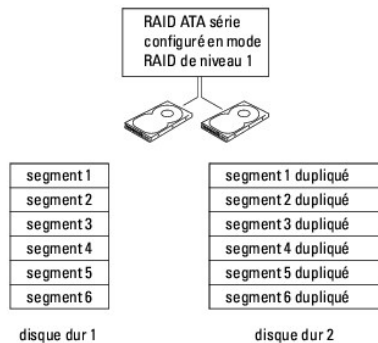 RAID ATA série
configuré en mode
RAID de niveau 1
segment 1
segment 2
segment 3
segment 4
segment 5
segment 6
disque dur 1
segment 1 dupliqué
segment 2 dupliqué
segment 3 dupliqué
segment 4 dupliqué
segment 5 dupliqué
segment 6 dupliqué
disque dur 2